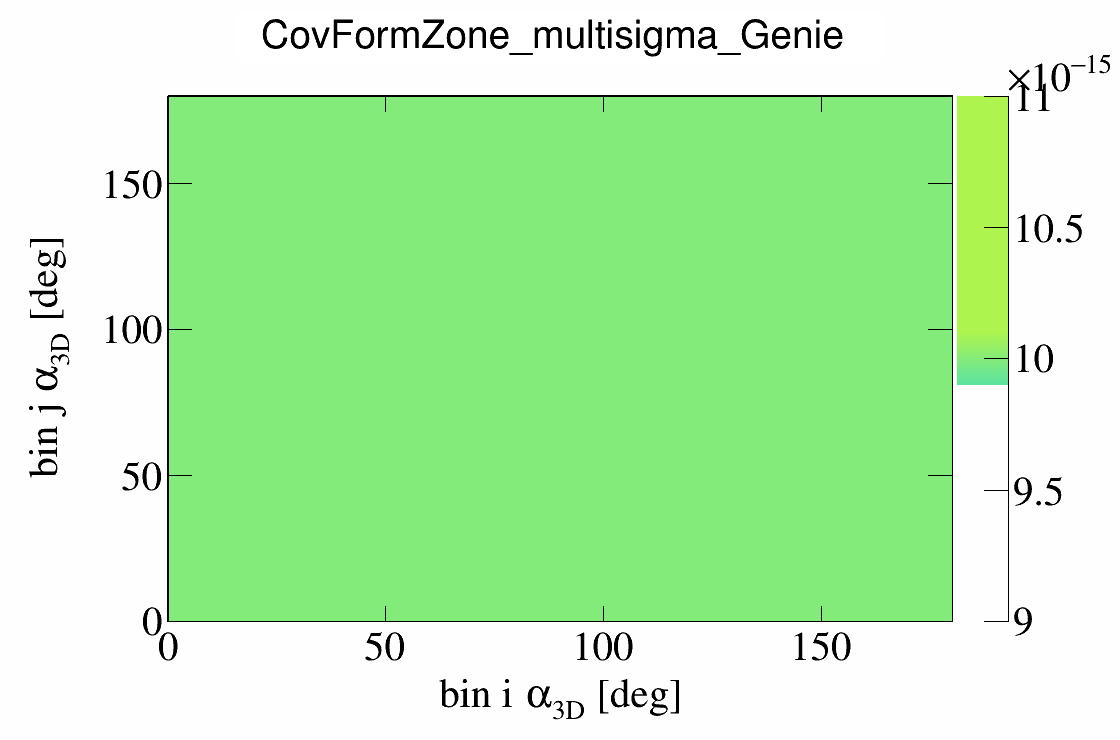 CovFormZone_multisigma_Genie
×10−15
11
10.5
10
9.5
9
150
100
50
0
0 50 100 150
bin j α3D [deg]
bin i α3D [deg]